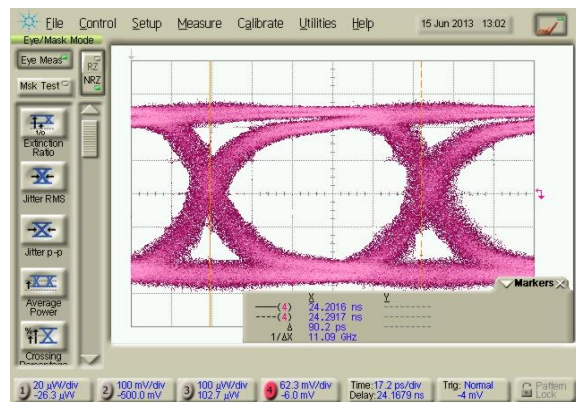 File Control Setup Measure Calibrate Utilities Help 15 Jun 2013 13:02
Eye/Mask Mode
Eye Meas
RZ
Msk Test
NRZ
Extinction
Ratio
Jitter RMS
Jitter p-p
Average
Power
Crossing
Percentage
Markers
X Y
(4) 24.2016 ns
(4) 24.2917 ns
Δ 90.2 ps
1/ΔX 11.09 GHz
1 20 µW/div
-26.3 µW
2 100 mV/div
-500.0 mV
3 100 µW/div
102.7 µW
4 62.3 mV/div
-6.0 mV
Time:17.2 ps/div
Delay:24.1679 ns
Trig: Normal
-4 mV
Pattern
Lock